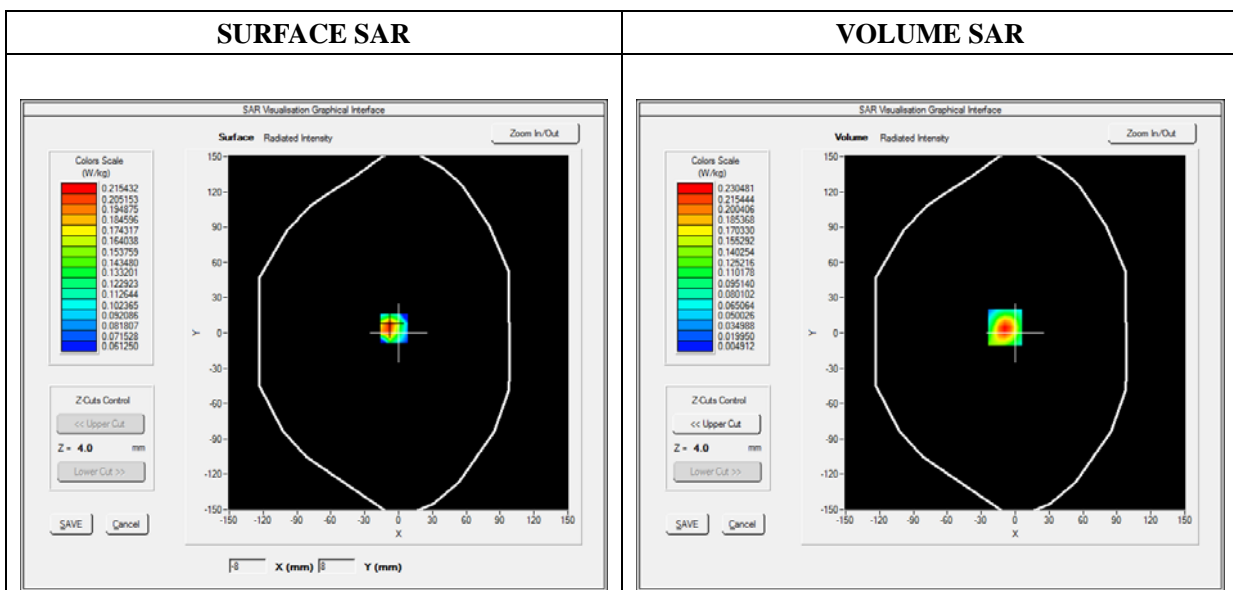 SURFACE SAR
VOLUME SAR
SAR Visualisation Graphical Interface
Surface Radiated Intensity
Zoom In/Out
Colors Scale
(W/kg)
0.215432
0.205153
0.194875
0.184596
0.174317
0.164038
0.153759
0.143480
0.133201
0.122923
0.112644
0.102365
0.092086
0.081807
0.071528
0.061250
Z-Cuts Control
<< Upper Cut
Z = 4.0 mm
Lower Cut >>
SAVE Cancel
150
120
90
60
30
0
-30
-60
-90
-120
-150
Y
-150 -120 -90 -60 -30 0 30 60 90 120 150
X
-8 X (mm) 8 Y (mm)
SAR Visualisation Graphical Interface
Volume Radiated Intensity
Zoom In/Out
Colors Scale
(W/kg)
0.230481
0.215444
0.200406
0.185368
0.170330
0.155292
0.140254
0.125216
0.110178
0.095140
0.080102
0.065064
0.050026
0.034988
0.019950
0.004912
Z-Cuts Control
<< Upper Cut
Z = 4.0 mm
Lower Cut >>
SAVE Cancel
150
120
90
60
30
0
-30
-60
-90
-120
-150
Y
-150 -120 -90 -60 -30 0 30 60 90 120 150
X